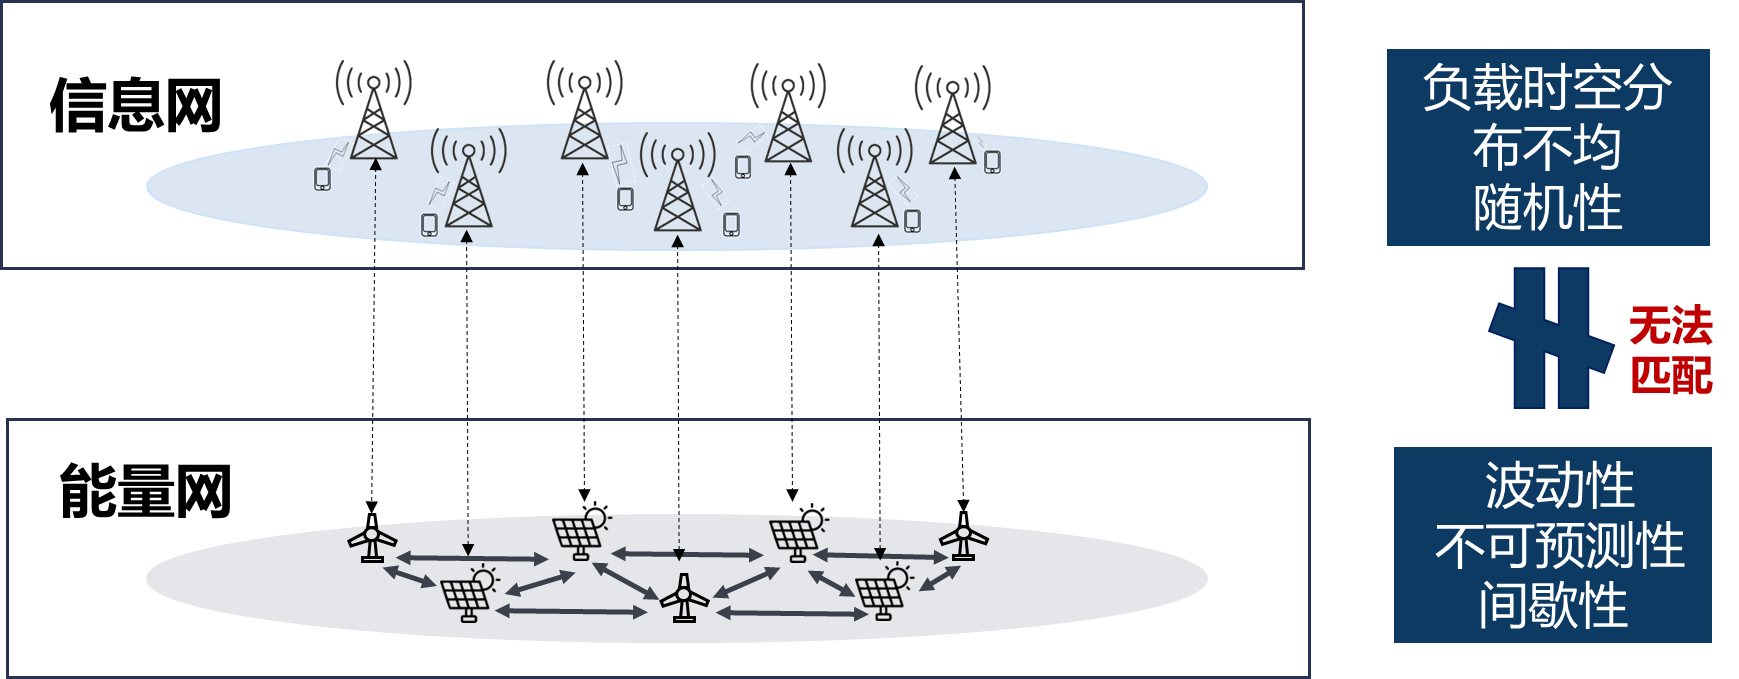 信息网
负载时空分
布不均
随机性
无法
匹配
能量网
波动性
不可预测性
间歇性